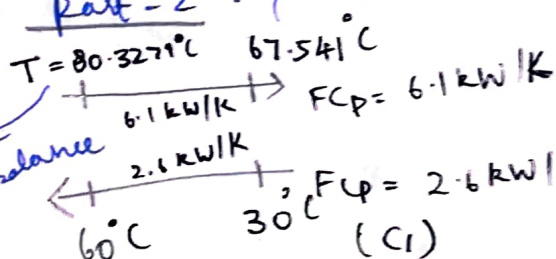 Part - 2
T = 80.3279°C 67.541°C
6.1 kW/K FCp = 6.1 kW/K
balance 2.6 kW/K
FCp = 2.6 kW/
60°C 30°C (C1)